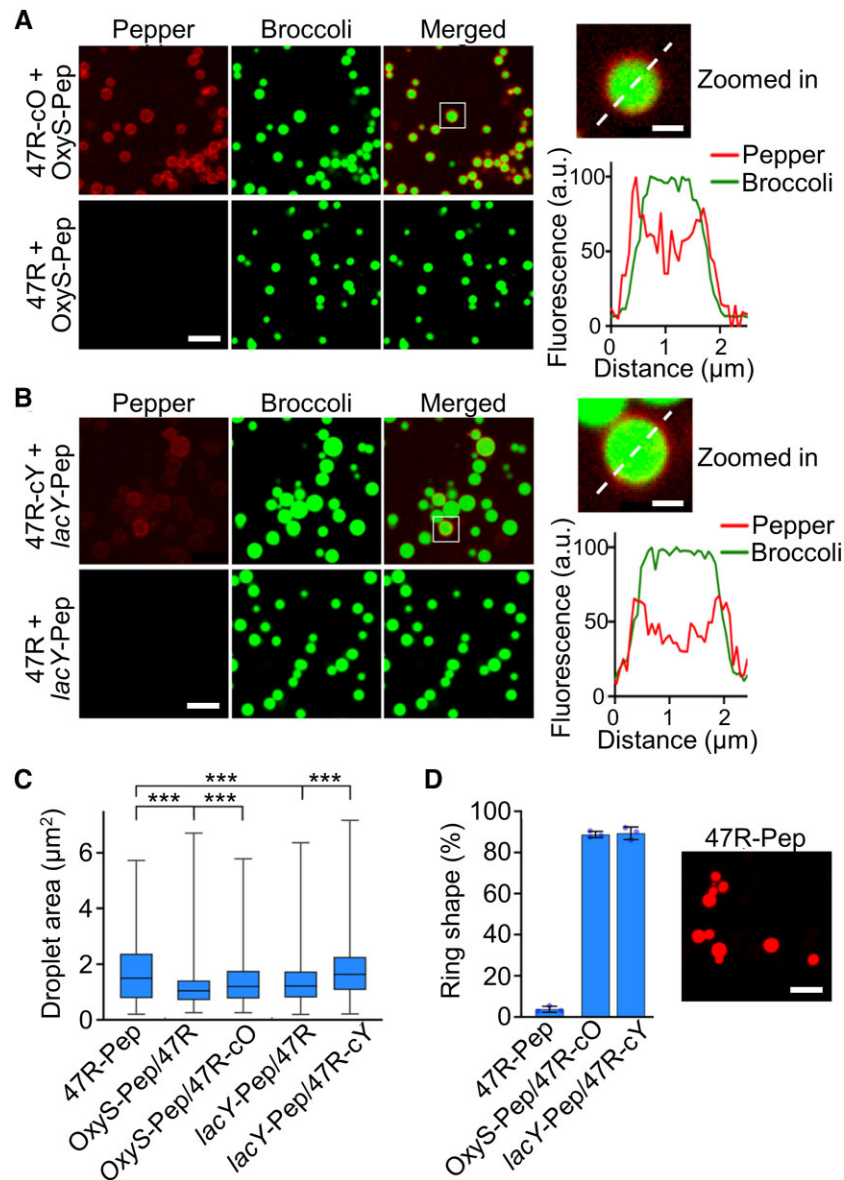 A
Pepper Broccoli Merged
47R-cO +
OxyS-Pep
47R +
OxyS-Pep
Zoomed in
Pepper
Broccoli
Fluorescence (a.u.)
100
50
0
0 1 2
Distance (μm)
B
Pepper Broccoli Merged
47R-cY +
lacY-Pep
47R +
lacY-Pep
Zoomed in
Pepper
Broccoli
Fluorescence (a.u.)
100
50
0
0 1 2
Distance (μm)
C
*** ***
*** ***
Droplet area (μm²)
6
4
2
0
47R-Pep
OxyS-Pep/47R
OxyS-Pep/47R-cO
lacY-Pep/47R
lacY-Pep/47R-cY
D
Ring shape (%)
100
80
60
40
20
0
47R-Pep
OxyS-Pep/47R-cO
lacY-Pep/47R-cY
47R-Pep